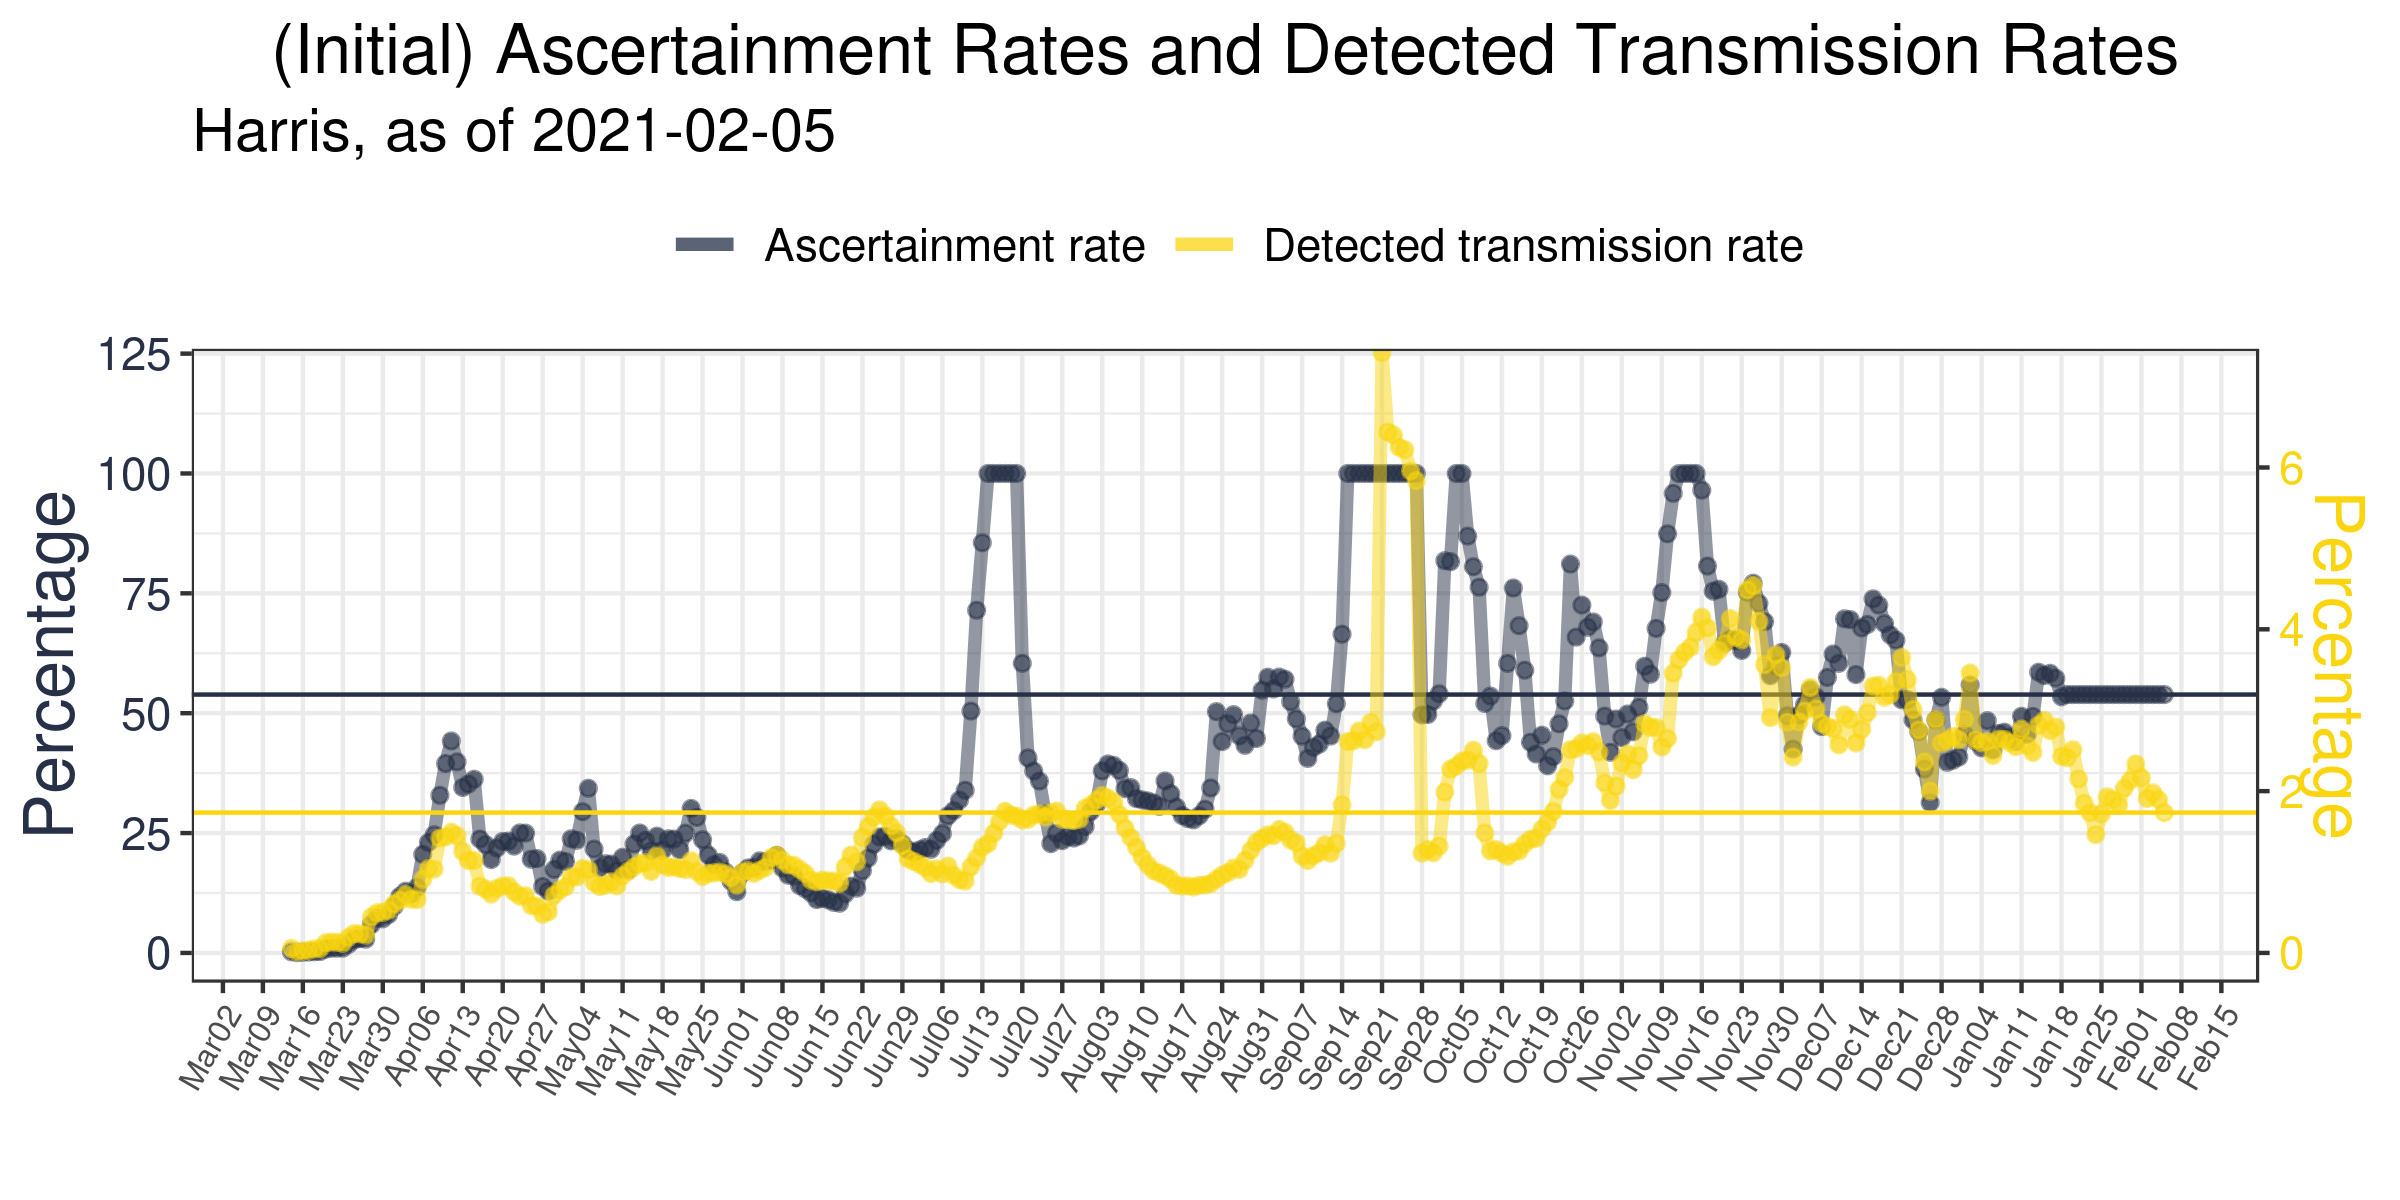 (Initial) Ascertainment Rates and Detected Transmission Rates
Harris, as of 2021-02-05
Ascertainment rate
Detected transmission rate
125
100
75
50
25
0
Percentage
6
4
2
0
Percentage
Mar02
Mar09
Mar16
Mar23
Mar30
Apr06
Apr13
Apr20
Apr27
May04
May11
May18
May25
Jun01
Jun08
Jun15
Jun22
Jun29
Jul06
Jul13
Jul20
Jul27
Aug03
Aug10
Aug17
Aug24
Aug31
Sep07
Sep14
Sep21
Sep28
Oct05
Oct12
Oct19
Oct26
Nov02
Nov09
Nov16
Nov23
Nov30
Dec07
Dec14
Dec21
Dec28
Jan04
Jan11
Jan18
Jan25
Feb01
Feb08
Feb15